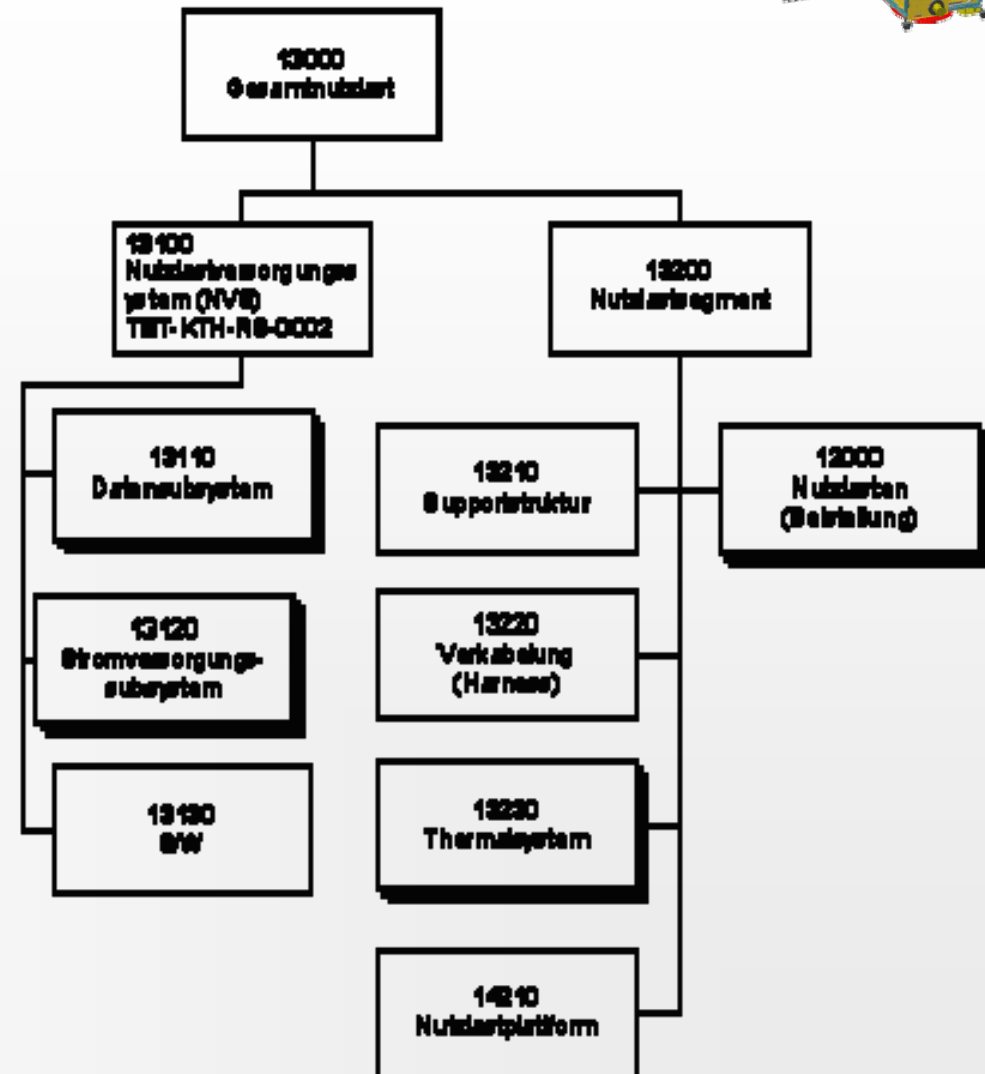 13000
Gesamtnutzlast
13100
Nutzlastversorgungss
ystem (NVS)
TET-KTH-RS-0002
13200
Nutzlastsegment
13110
Datensubsystem
13210
Supportstruktur
12000
Nutzlasten
(Beistellung)
13120
Stromversorgungs-
subsystem
13220
Verkabelung
(Harness)
13130
S/W
13230
Thermalsystem
14210
Nutzlastplattform